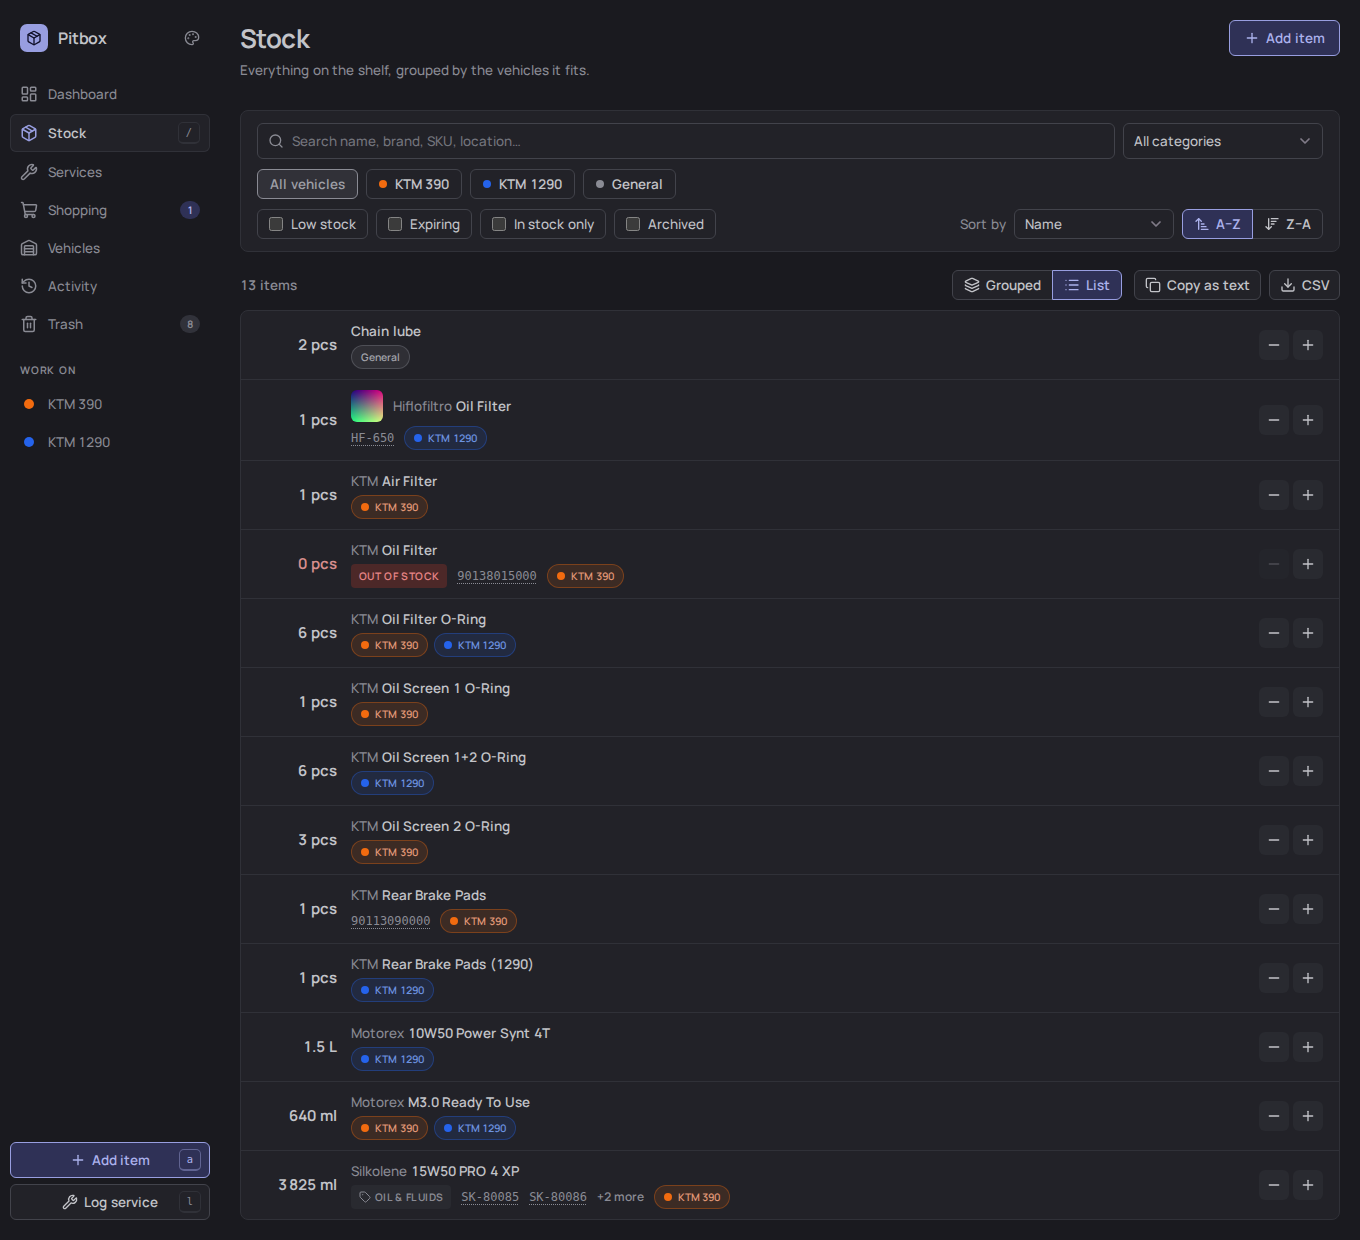 Pitbox
Dashboard
Stock /
Services
Shopping 1
Vehicles
Activity
Trash 8
WORK ON
KTM 390
KTM 1290
Add item a
Log service l
Stock
Everything on the shelf, grouped by the vehicles it fits.
Add item
Search name, brand, SKU, location...
All categories
All vehicles KTM 390 KTM 1290 General
Low stock Expiring In stock only Archived
Sort by Name A-Z Z-A
13 items
Grouped List Copy as text CSV
2 pcs
Chain lube
General
1 pcs
Hiflofiltro Oil Filter
HF-650 KTM 1290
1 pcs
KTM Air Filter
KTM 390
0 pcs
KTM Oil Filter
OUT OF STOCK 90138015000 KTM 390
6 pcs
KTM Oil Filter O-Ring
KTM 390 KTM 1290
1 pcs
KTM Oil Screen 1 O-Ring
KTM 390
6 pcs
KTM Oil Screen 1+2 O-Ring
KTM 1290
3 pcs
KTM Oil Screen 2 O-Ring
KTM 390
1 pcs
KTM Rear Brake Pads
90113090000 KTM 390
1 pcs
KTM Rear Brake Pads (1290)
KTM 1290
1.5 L
Motorex 10W50 Power Synt 4T
KTM 1290
640 ml
Motorex M3.0 Ready To Use
KTM 390 KTM 1290
3 825 ml
Silkolene 15W50 PRO 4 XP
OIL & FLUIDS SK-80085 SK-80086 +2 more KTM 390